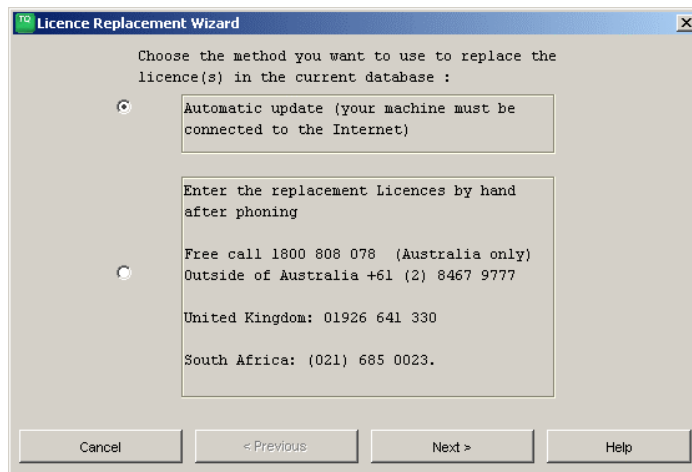 TQ Licence Replacement Wizard
Choose the method you want to use to replace the
licence(s) in the current database :
Automatic update (your machine must be
connected to the Internet)
Enter the replacement Licences by hand
after phoning
Free call 1800 808 078 (Australia only)
Outside of Australia +61 (2) 8467 9777
United Kingdom: 01926 641 330
South Africa: (021) 685 0023.
Cancel < Previous Next > Help